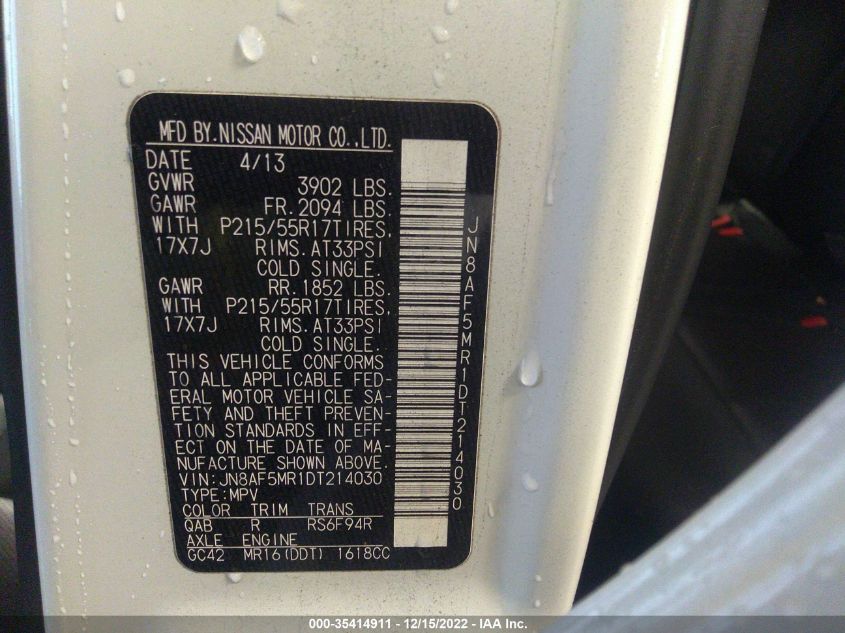 MFD BY.NISSAN MOTOR CO.,LTD.
DATE 4/13
GVWR 3902 LBS.
GAWR FR.2094 LBS.
WITH P215/55R17TIRES.
17X7J RIMS.AT33PSI
COLD SINGLE.
GAWR RR.1852 LBS.
WITH P215/55R17TIRES.
17X7J RIMS.AT33PSI
COLD SINGLE.
THIS VEHICLE CONFORMS
TO ALL APPLICABLE FED-
ERAL MOTOR VEHICLE SA-
FETY AND THEFT PREVEN-
TION STANDARDS IN EFF-
ECT ON THE DATE OF MA-
NUFACTURE SHOWN ABOVE.
VIN:JN8AF5MR1DT214030
TYPE:MPV
COLOR TRIM TRANS
QAB R RS6F94R
AXLE ENGINE
GC42 MR16(DDT) 1618CC
JN8AF5MR1DT214030
000-35414911 - 12/15/2022 - IAA Inc.